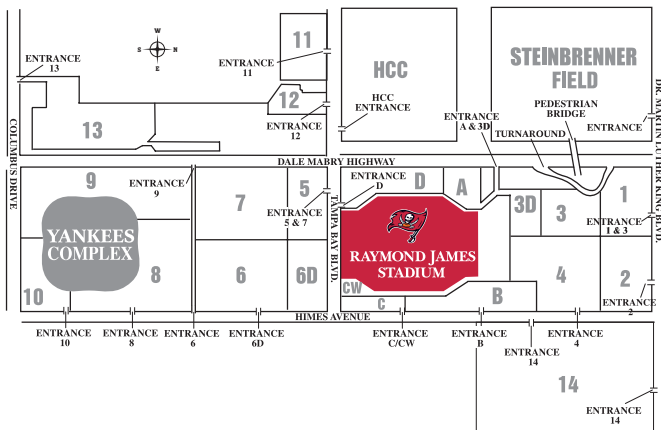 W
S
N
E
ENTRANCE
13
11
ENTRANCE
11
HCC
STEINBRENNER
FIELD
12
HCC
ENTRANCE
ENTRANCE
12
13
ENTRANCE
A & 3D
PEDESTRIAN
BRIDGE
TURNAROUND
ENTRANCE
DR. MARTIN LUTHER KING BLVD.
COLUMBUS DRIVE
DALE MABRY HIGHWAY
9
ENTRANCE
9
7
5
ENTRANCE
5 & 7
TAMPA BAY BLVD.
ENTRANCE
D
D
A
3D
3
1
ENTRANCE
1 & 3
YANKEES
COMPLEX
RAYMOND JAMES
STADIUM
10
8
6
6D
CW
C
B
4
2
ENTRANCE
2
HIMES AVENUE
ENTRANCE
10
ENTRANCE
8
ENTRANCE
6
ENTRANCE
6D
ENTRANCE
C/CW
ENTRANCE
B
ENTRANCE
14
ENTRANCE
4
14
ENTRANCE
14